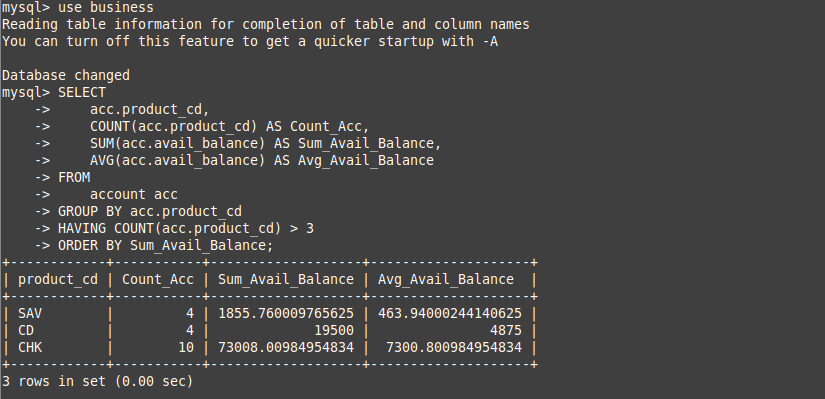 mysql> use business
Reading table information for completion of table and column names
You can turn off this feature to get a quicker startup with -A

Database changed
mysql> SELECT
    ->     acc.product_cd,
    ->     COUNT(acc.product_cd) AS Count_Acc,
    ->     SUM(acc.avail_balance) AS Sum_Avail_Balance,
    ->     AVG(acc.avail_balance) AS Avg_Avail_Balance
    -> FROM
    ->     account acc
    -> GROUP BY acc.product_cd
    -> HAVING COUNT(acc.product_cd) > 3
    -> ORDER BY Sum_Avail_Balance;
+------------+-----------+-------------------+--------------------+
| product_cd | Count_Acc | Sum_Avail_Balance | Avg_Avail_Balance  |
+------------+-----------+-------------------+--------------------+
| SAV        |         4 | 1855.760009765625 | 463.94000244140625 |
| CD         |         4 |             19500 |               4875 |
| CHK        |        10 | 73008.00984954834 |  7300.800984954834 |
+------------+-----------+-------------------+--------------------+
3 rows in set (0.00 sec)